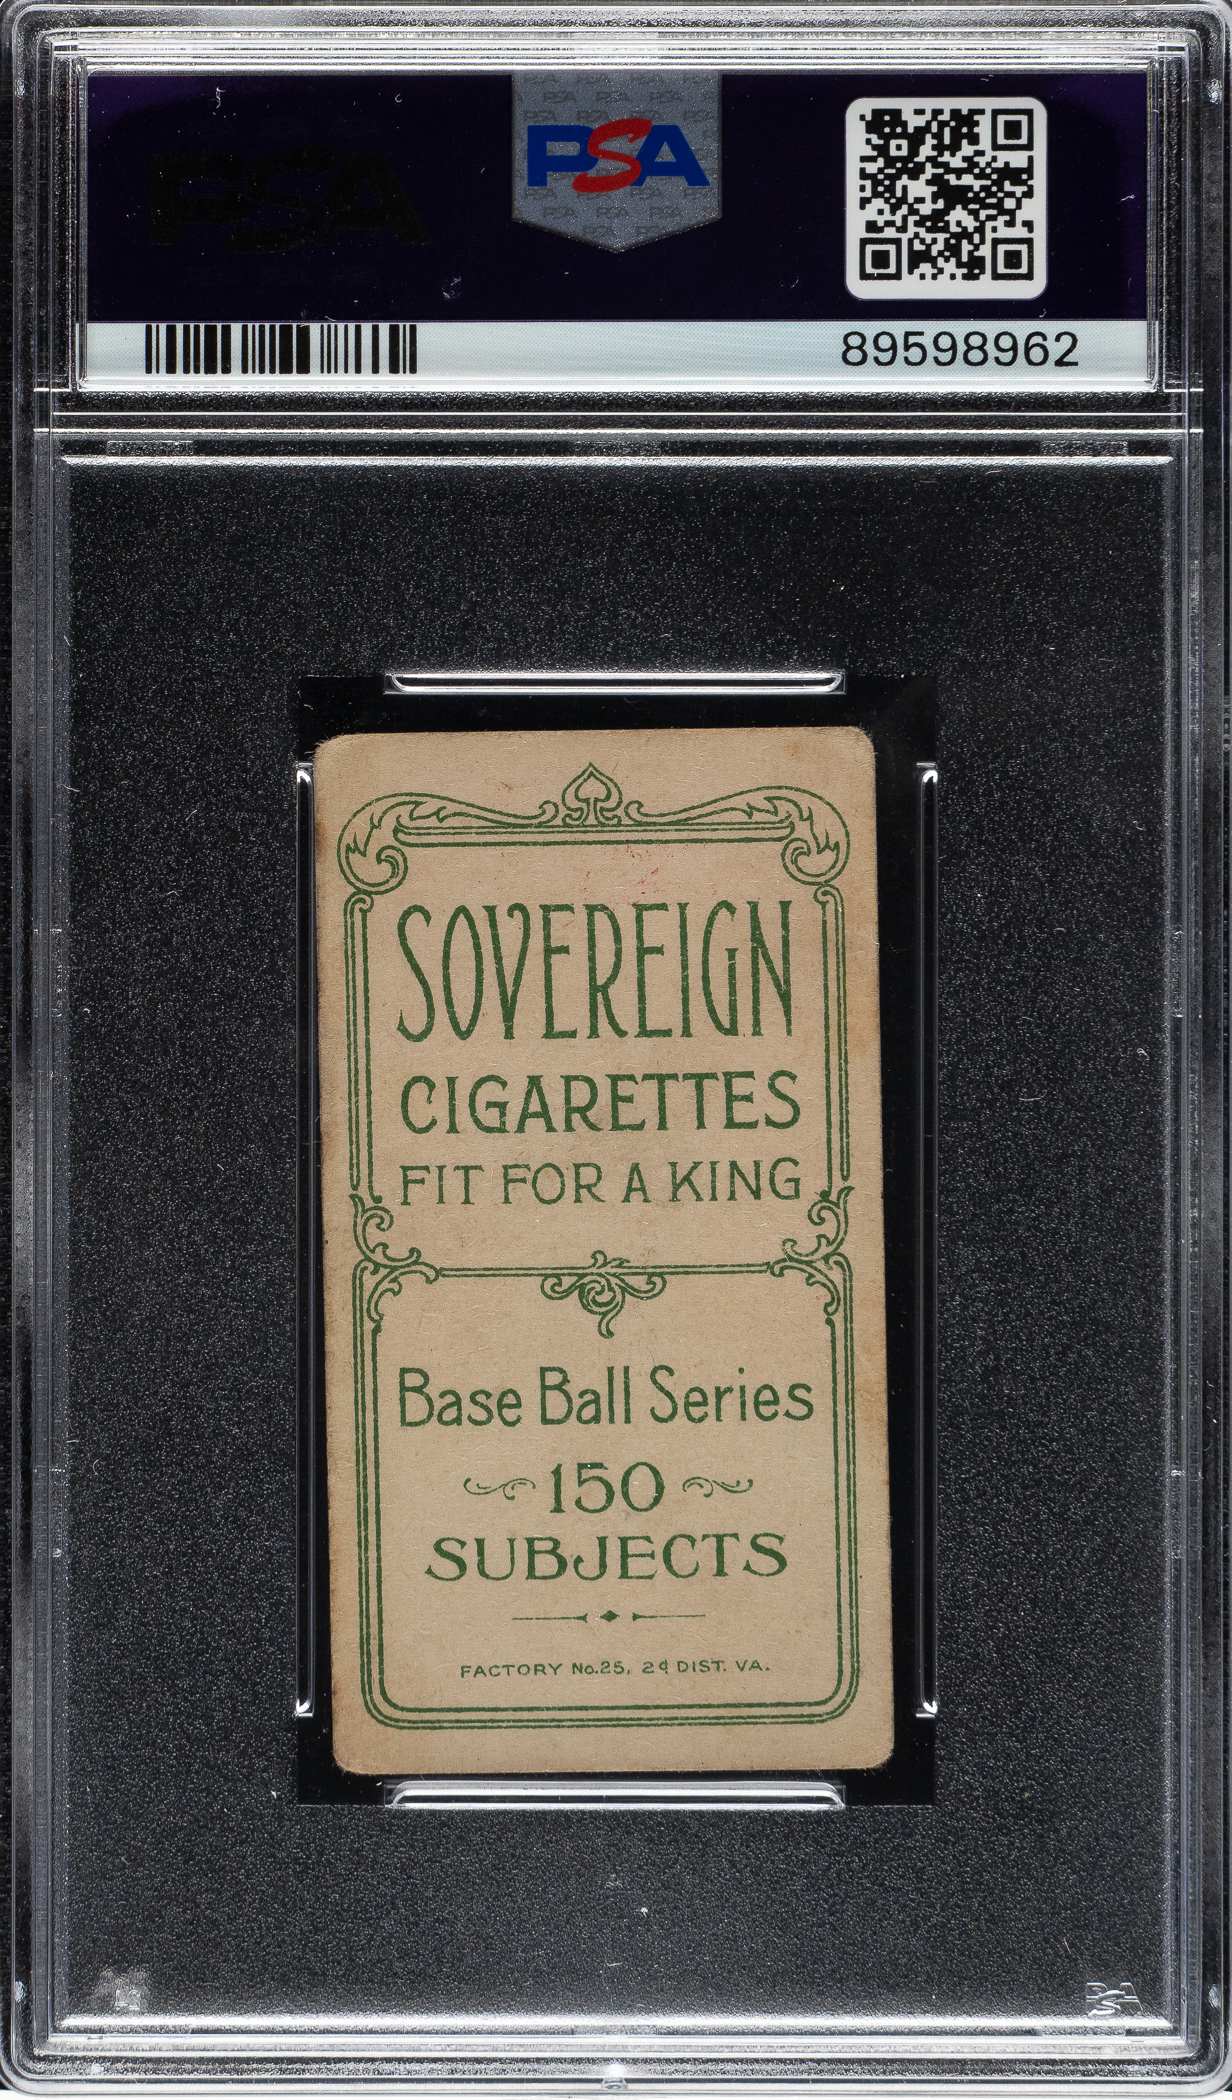 PSA
PSA
89598962
SOVEREIGN
CIGARETTES
FIT FOR A KING
Base Ball Series
150
SUBJECTS
FACTORY No.25, 2d DIST. VA.
PSA